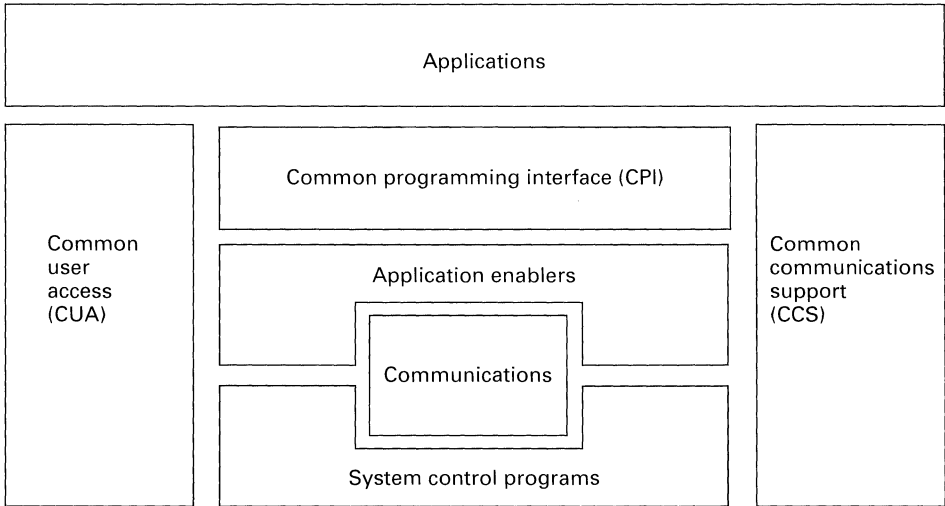 Applications
Common programming interface (CPI)
Common
user
access
(CUA)
Application enablers
Communications
System control programs
Common
communications
support
(CCS)